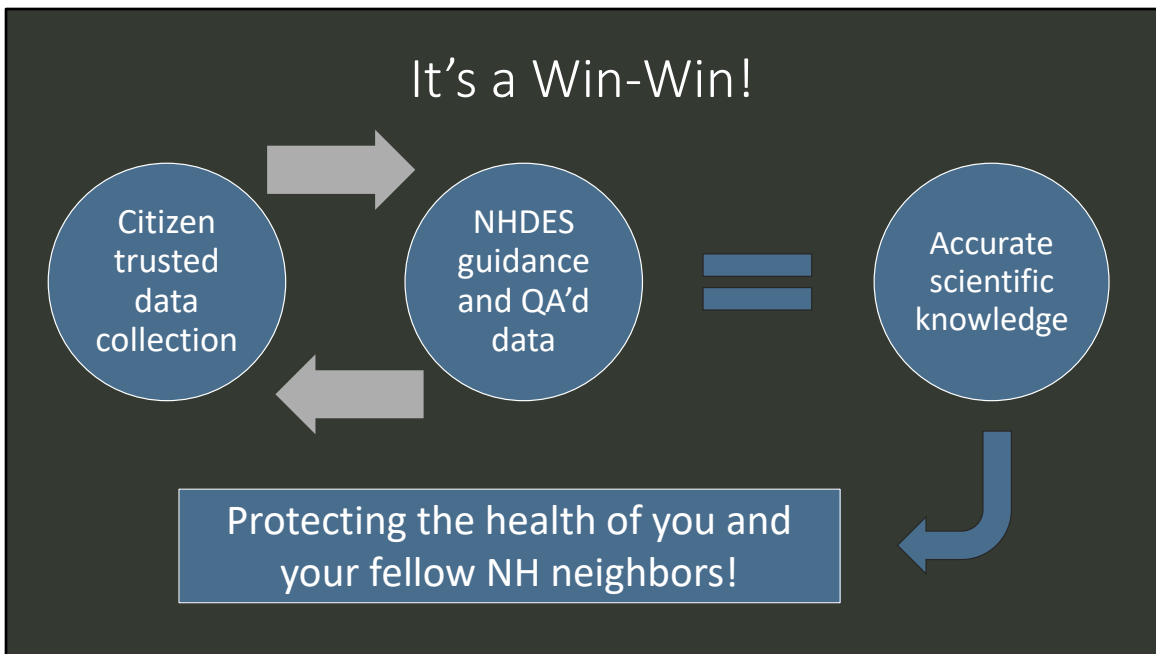 It’s a Win-Win!
Citizen
trusted
data
collection
NHDES
guidance
and QA’d
data
Accurate
scientific
knowledge
Protecting the health of you and
your fellow NH neighbors!